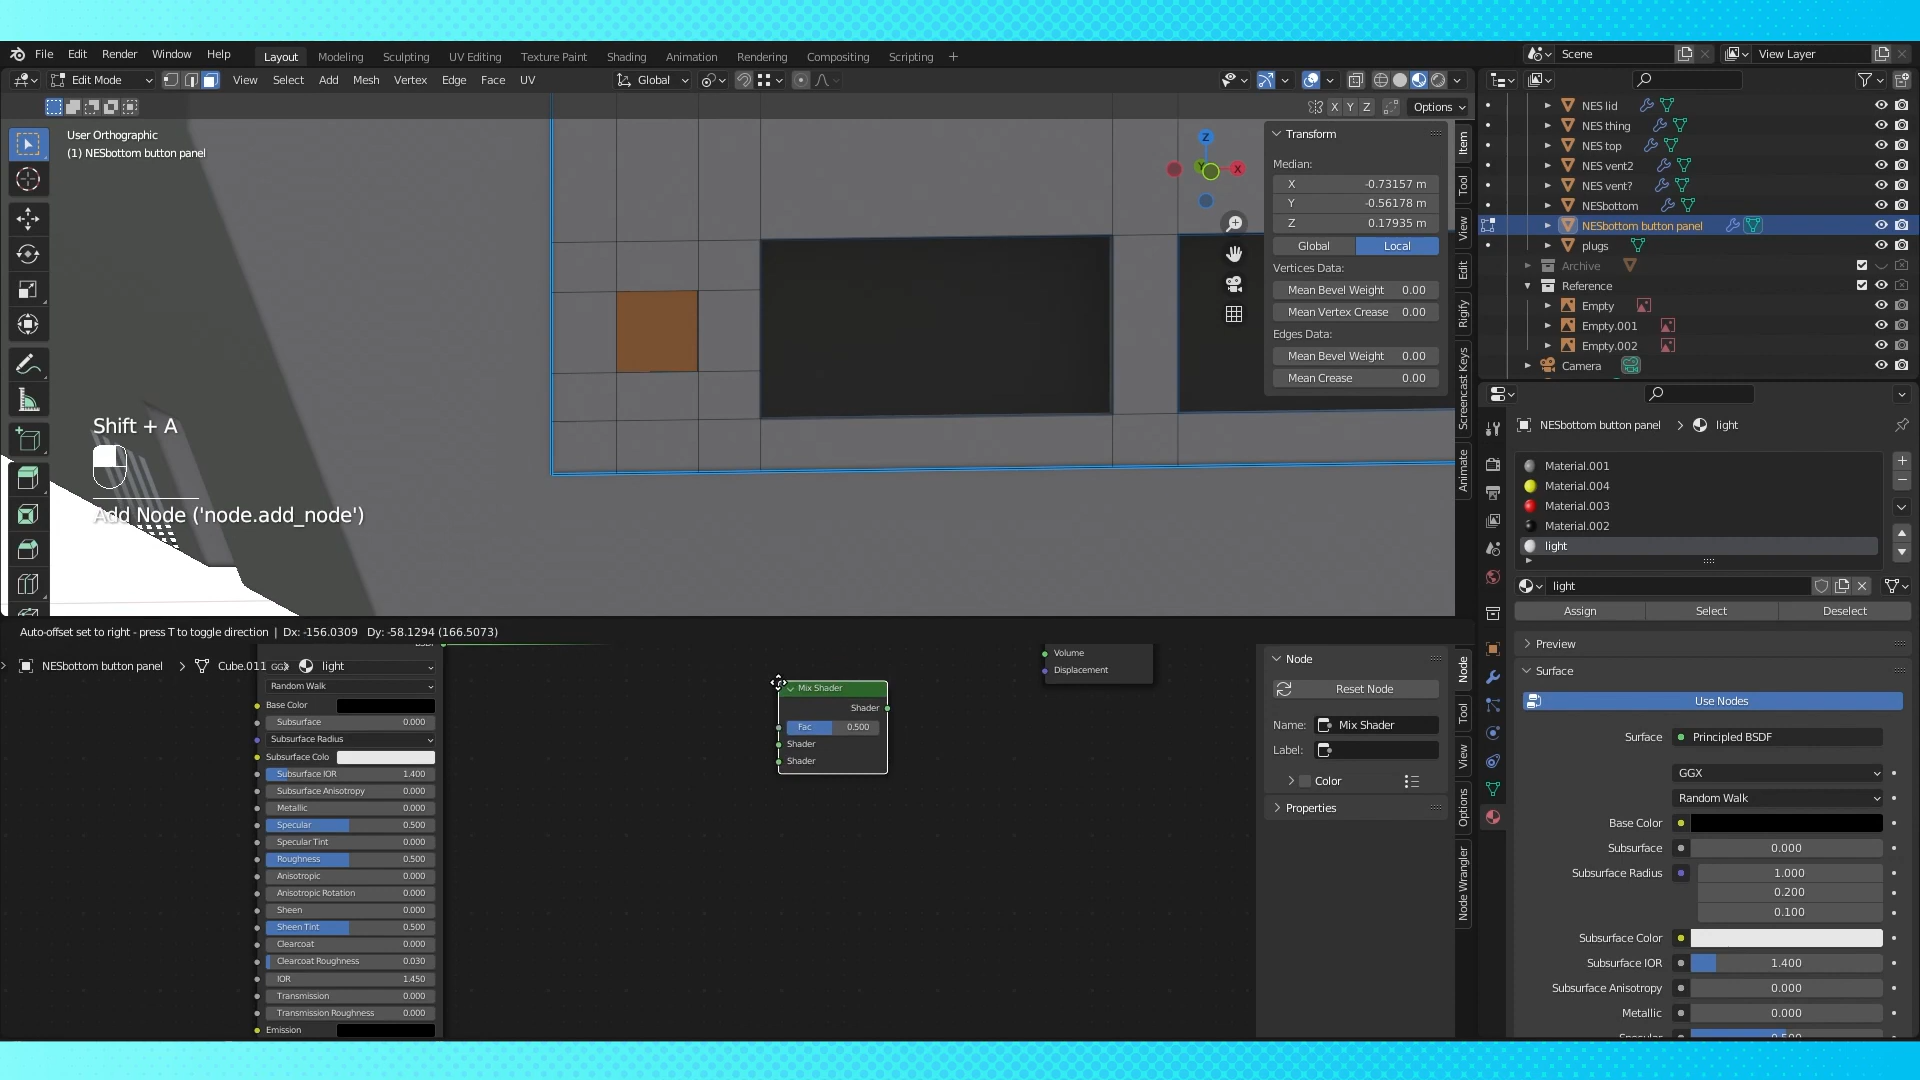 File Edit Render Window Help Layout Modeling Sculpting UV Editing Texture Paint Shading Animation Rendering Compositing Scripting + Scene View Layer
Edit Mode View Select Add Mesh Vertex Edge Face UV Global
X Y Z Options
User Orthographic
(1) NESbottom button panel
Z
Y
X
Transform
Median:
X -0.73157 m
Y -0.56178 m
Z 0.17935 m
Global Local
Vertices Data:
Mean Bevel Weight 0.00
Mean Vertex Crease 0.00
Edges Data:
Mean Bevel Weight 0.00
Mean Crease 0.00
Item
Tool
View
Edit
Rigify
Screencast Keys
Animate
Shift + A
Add Node ('node.add_node')
NES lid
NES thing
NES top
NES vent2
NES vent?
NESbottom
NESbottom button panel
plugs
Archive
Reference
Empty
Empty.001
Empty.002
Camera
NESbottom button panel > light
Material.001
Material.004
Material.003
Material.002
light
light
Assign Select Deselect
Preview
Surface
Use Nodes
Surface Principled BSDF
GGX
Random Walk
Base Color
Subsurface 0.000
Subsurface Radius 1.000
0.200
0.100
Subsurface Color
Subsurface IOR 1.400
Subsurface Anisotropy 0.000
Metallic 0.000
Auto-offset set to right - press T to toggle direction | Dx: -156.0309 Dy: -58.1294 (166.5073)
NESbottom button panel > Cube.011 > light
GGX
Random Walk
Base Color
Subsurface 0.000
Subsurface Radius
Subsurface Colo
Subsurface IOR 1.400
Subsurface Anisotropy 0.000
Metallic 0.000
Specular 0.500
Specular Tint 0.000
Roughness 0.500
Anisotropic 0.000
Anisotropic Rotation 0.000
Sheen 0.000
Sheen Tint 0.500
Clearcoat 0.000
Clearcoat Roughness 0.030
IOR 1.450
Transmission 0.000
Transmission Roughness 0.000
Emission
Mix Shader
Shader
Fac 0.500
Shader
Shader
Volume
Displacement
Node
Reset Node
Name: Mix Shader
Label:
Color
Properties
Node
Tool
View
Options
Node Wrangler